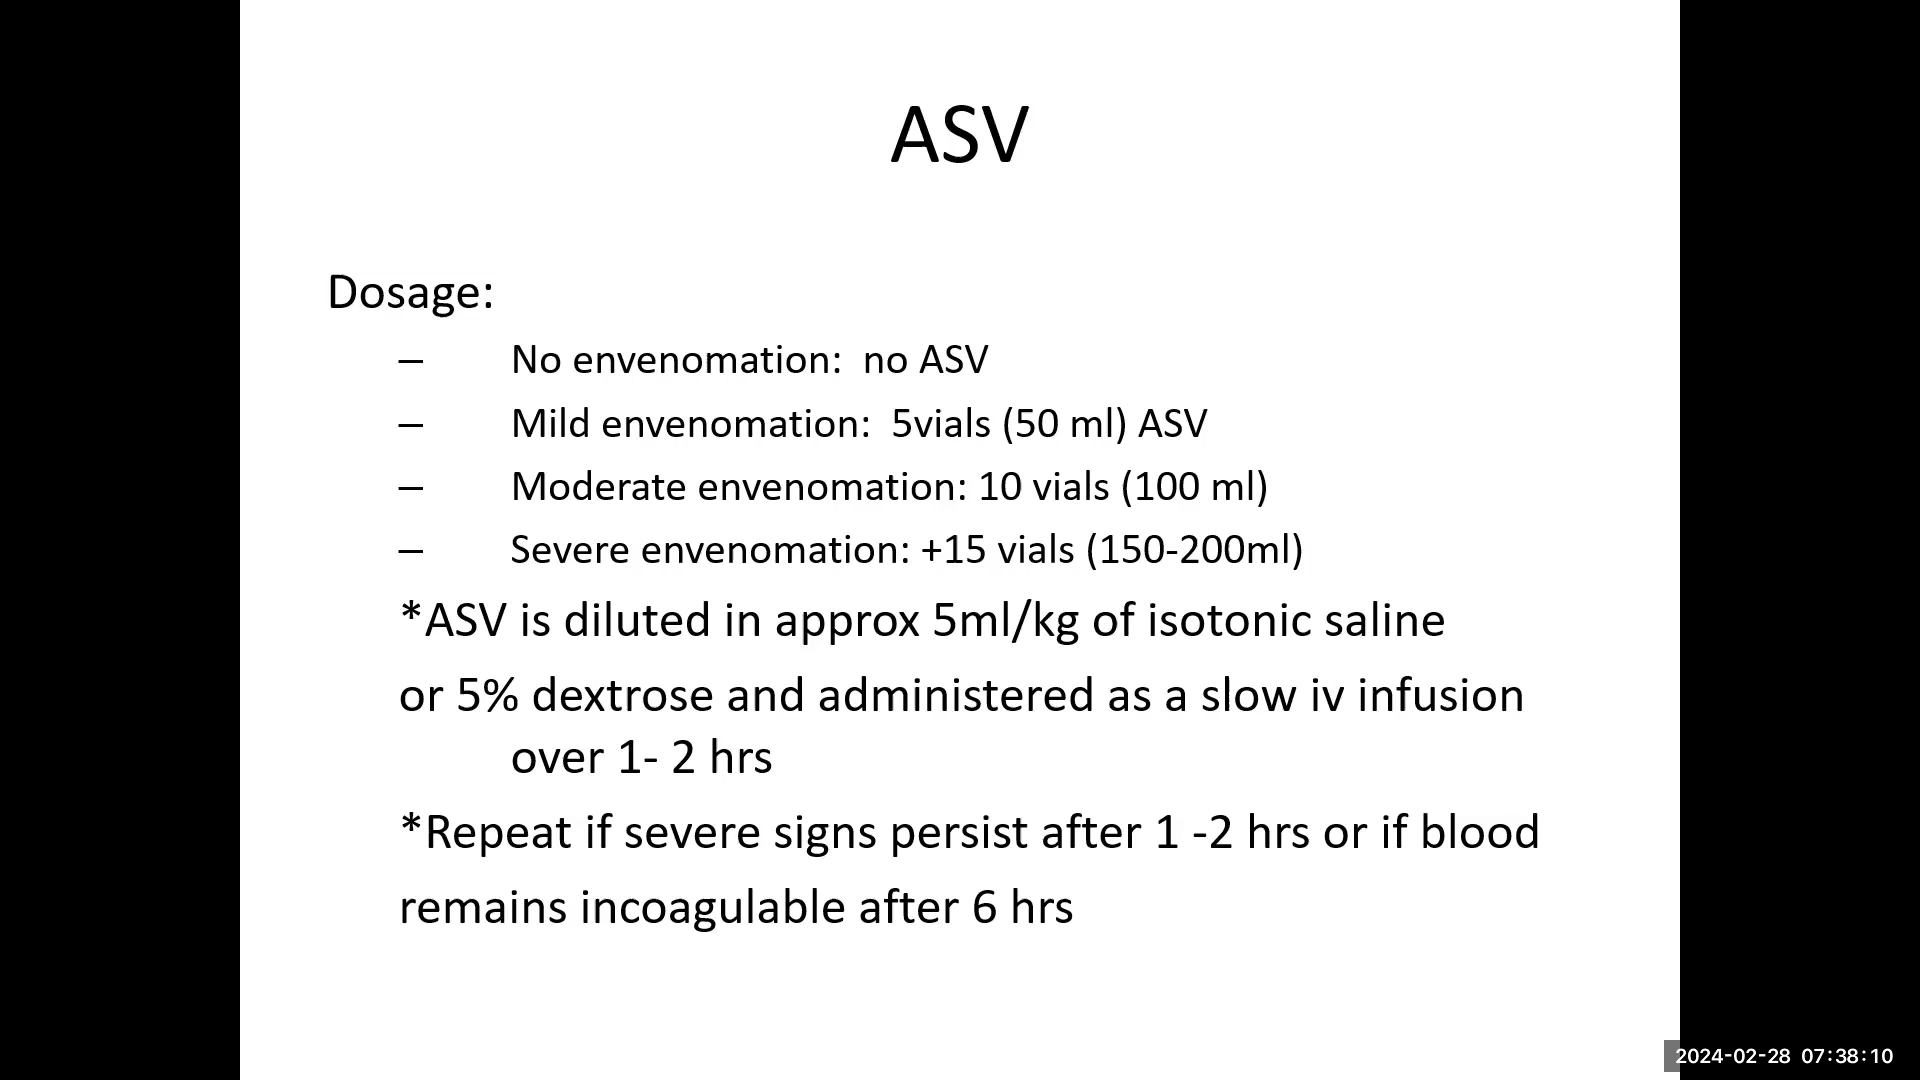 ASV
Dosage:
– No envenomation:  no ASV
– Mild envenomation:  5vials (50 ml) ASV
– Moderate envenomation: 10 vials (100 ml)
– Severe envenomation: +15 vials (150-200ml)
*ASV is diluted in approx 5ml/kg of isotonic saline
or 5% dextrose and administered as a slow iv infusion
over 1- 2 hrs
*Repeat if severe signs persist after 1 -2 hrs or if blood
remains incoagulable after 6 hrs
2024-02-28 07:38:10